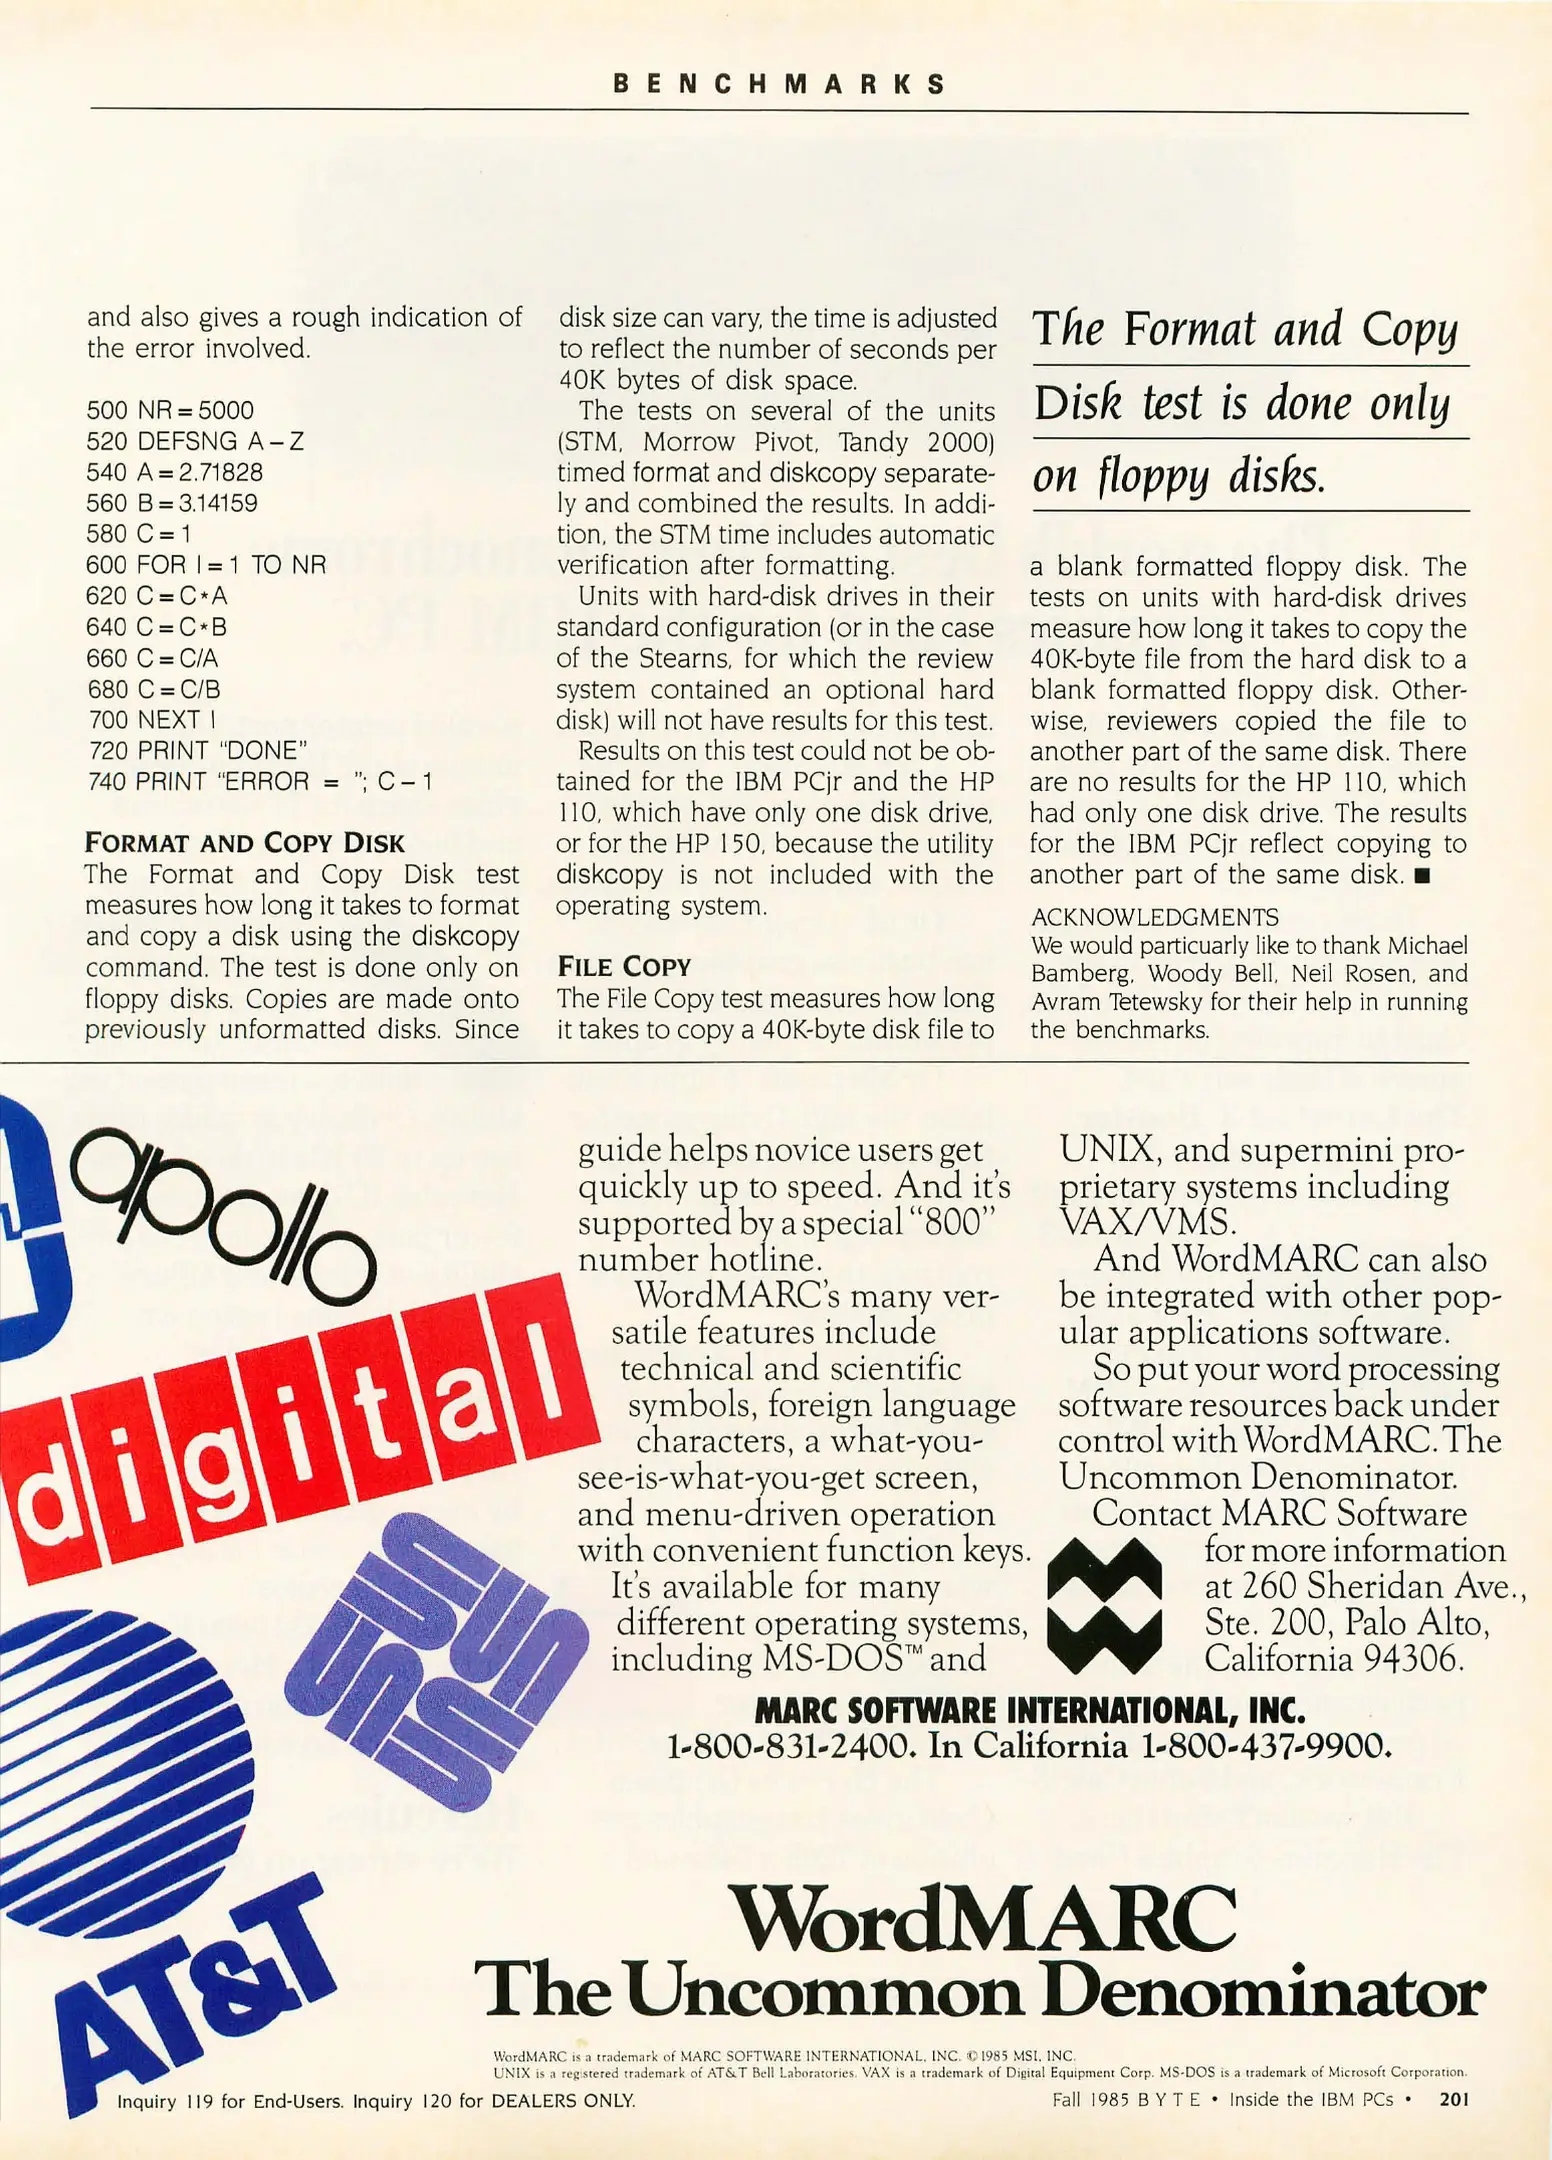 BENCHMARKS
and also gives a rough indication of
the error involved.
500 NR = 5000
520 DEFSNG A – Z
540 A = 2.71828
560 B = 3.14159
580 C = 1
600 FOR I = 1 TO NR
620 C = C*A
640 C = C*B
660 C = C/A
680 C = C/B
700 NEXT I
720 PRINT “DONE”
740 PRINT “ERROR = ”; C – 1
FORMAT AND COPY DISK
The Format and Copy Disk test
measures how long it takes to format
and copy a disk using the diskcopy
command. The test is done only on
floppy disks. Copies are made onto
previously unformatted disks. Since
disk size can vary, the time is adjusted
to reflect the number of seconds per
40K bytes of disk space.
The tests on several of the units
(STM, Morrow Pivot, Tandy 2000)
timed format and diskcopy separate-
ly and combined the results. In addi-
tion, the STM time includes automatic
verification after formatting.
Units with hard-disk drives in their
standard configuration (or in the case
of the Stearns, for which the review
system contained an optional hard
disk) will not have results for this test.
Results on this test could not be ob-
tained for the IBM PCjr and the HP
110, which have only one disk drive,
or for the HP 150, because the utility
diskcopy is not included with the
operating system.
FILE COPY
The File Copy test measures how long
it takes to copy a 40K-byte disk file to
The Format and Copy
Disk test is done only
on floppy disks.
a blank formatted floppy disk. The
tests on units with hard-disk drives
measure how long it takes to copy the
40K-byte file from the hard disk to a
blank formatted floppy disk. Other-
wise, reviewers copied the file to
another part of the same disk. There
are no results for the HP 110, which
had only one disk drive. The results
for the IBM PCjr reflect copying to
another part of the same disk. ■
ACKNOWLEDGMENTS
We would particuarly like to thank Michael
Bamberg, Woody Bell, Neil Rosen, and
Avram Tetewsky for their help in running
the benchmarks.
apollo
digital
sun
AT&T
guide helps novice users get
quickly up to speed. And it’s
supported by a special “800”
number hotline.
WordMARC’s many ver-
satile features include
technical and scientific
symbols, foreign language
characters, a what-you-
see-is-what-you-get screen,
and menu-driven operation
with convenient function keys.
It’s available for many
different operating systems,
including MS-DOS™ and
UNIX, and supermini pro-
prietary systems including
VAX/VMS.
And WordMARC can also
be integrated with other pop-
ular applications software.
So put your word processing
software resources back under
control with WordMARC. The
Uncommon Denominator.
Contact MARC Software
for more information
at 260 Sheridan Ave.,
Ste. 200, Palo Alto,
California 94306.
MARC SOFTWARE INTERNATIONAL, INC.
1-800-831-2400. In California 1-800-437-9900.
WordMARC
The Uncommon Denominator
WordMARC is a trademark of MARC SOFTWARE INTERNATIONAL, INC. © 1985 MSI, INC.
UNIX is a registered trademark of AT&T Bell Laboratories. VAX is a trademark of Digital Equipment Corp. MS-DOS is a trademark of Microsoft Corporation.
Inquiry 119 for End-Users. Inquiry 120 for DEALERS ONLY.
Fall 1985 BYTE • Inside the IBM PCs • 201